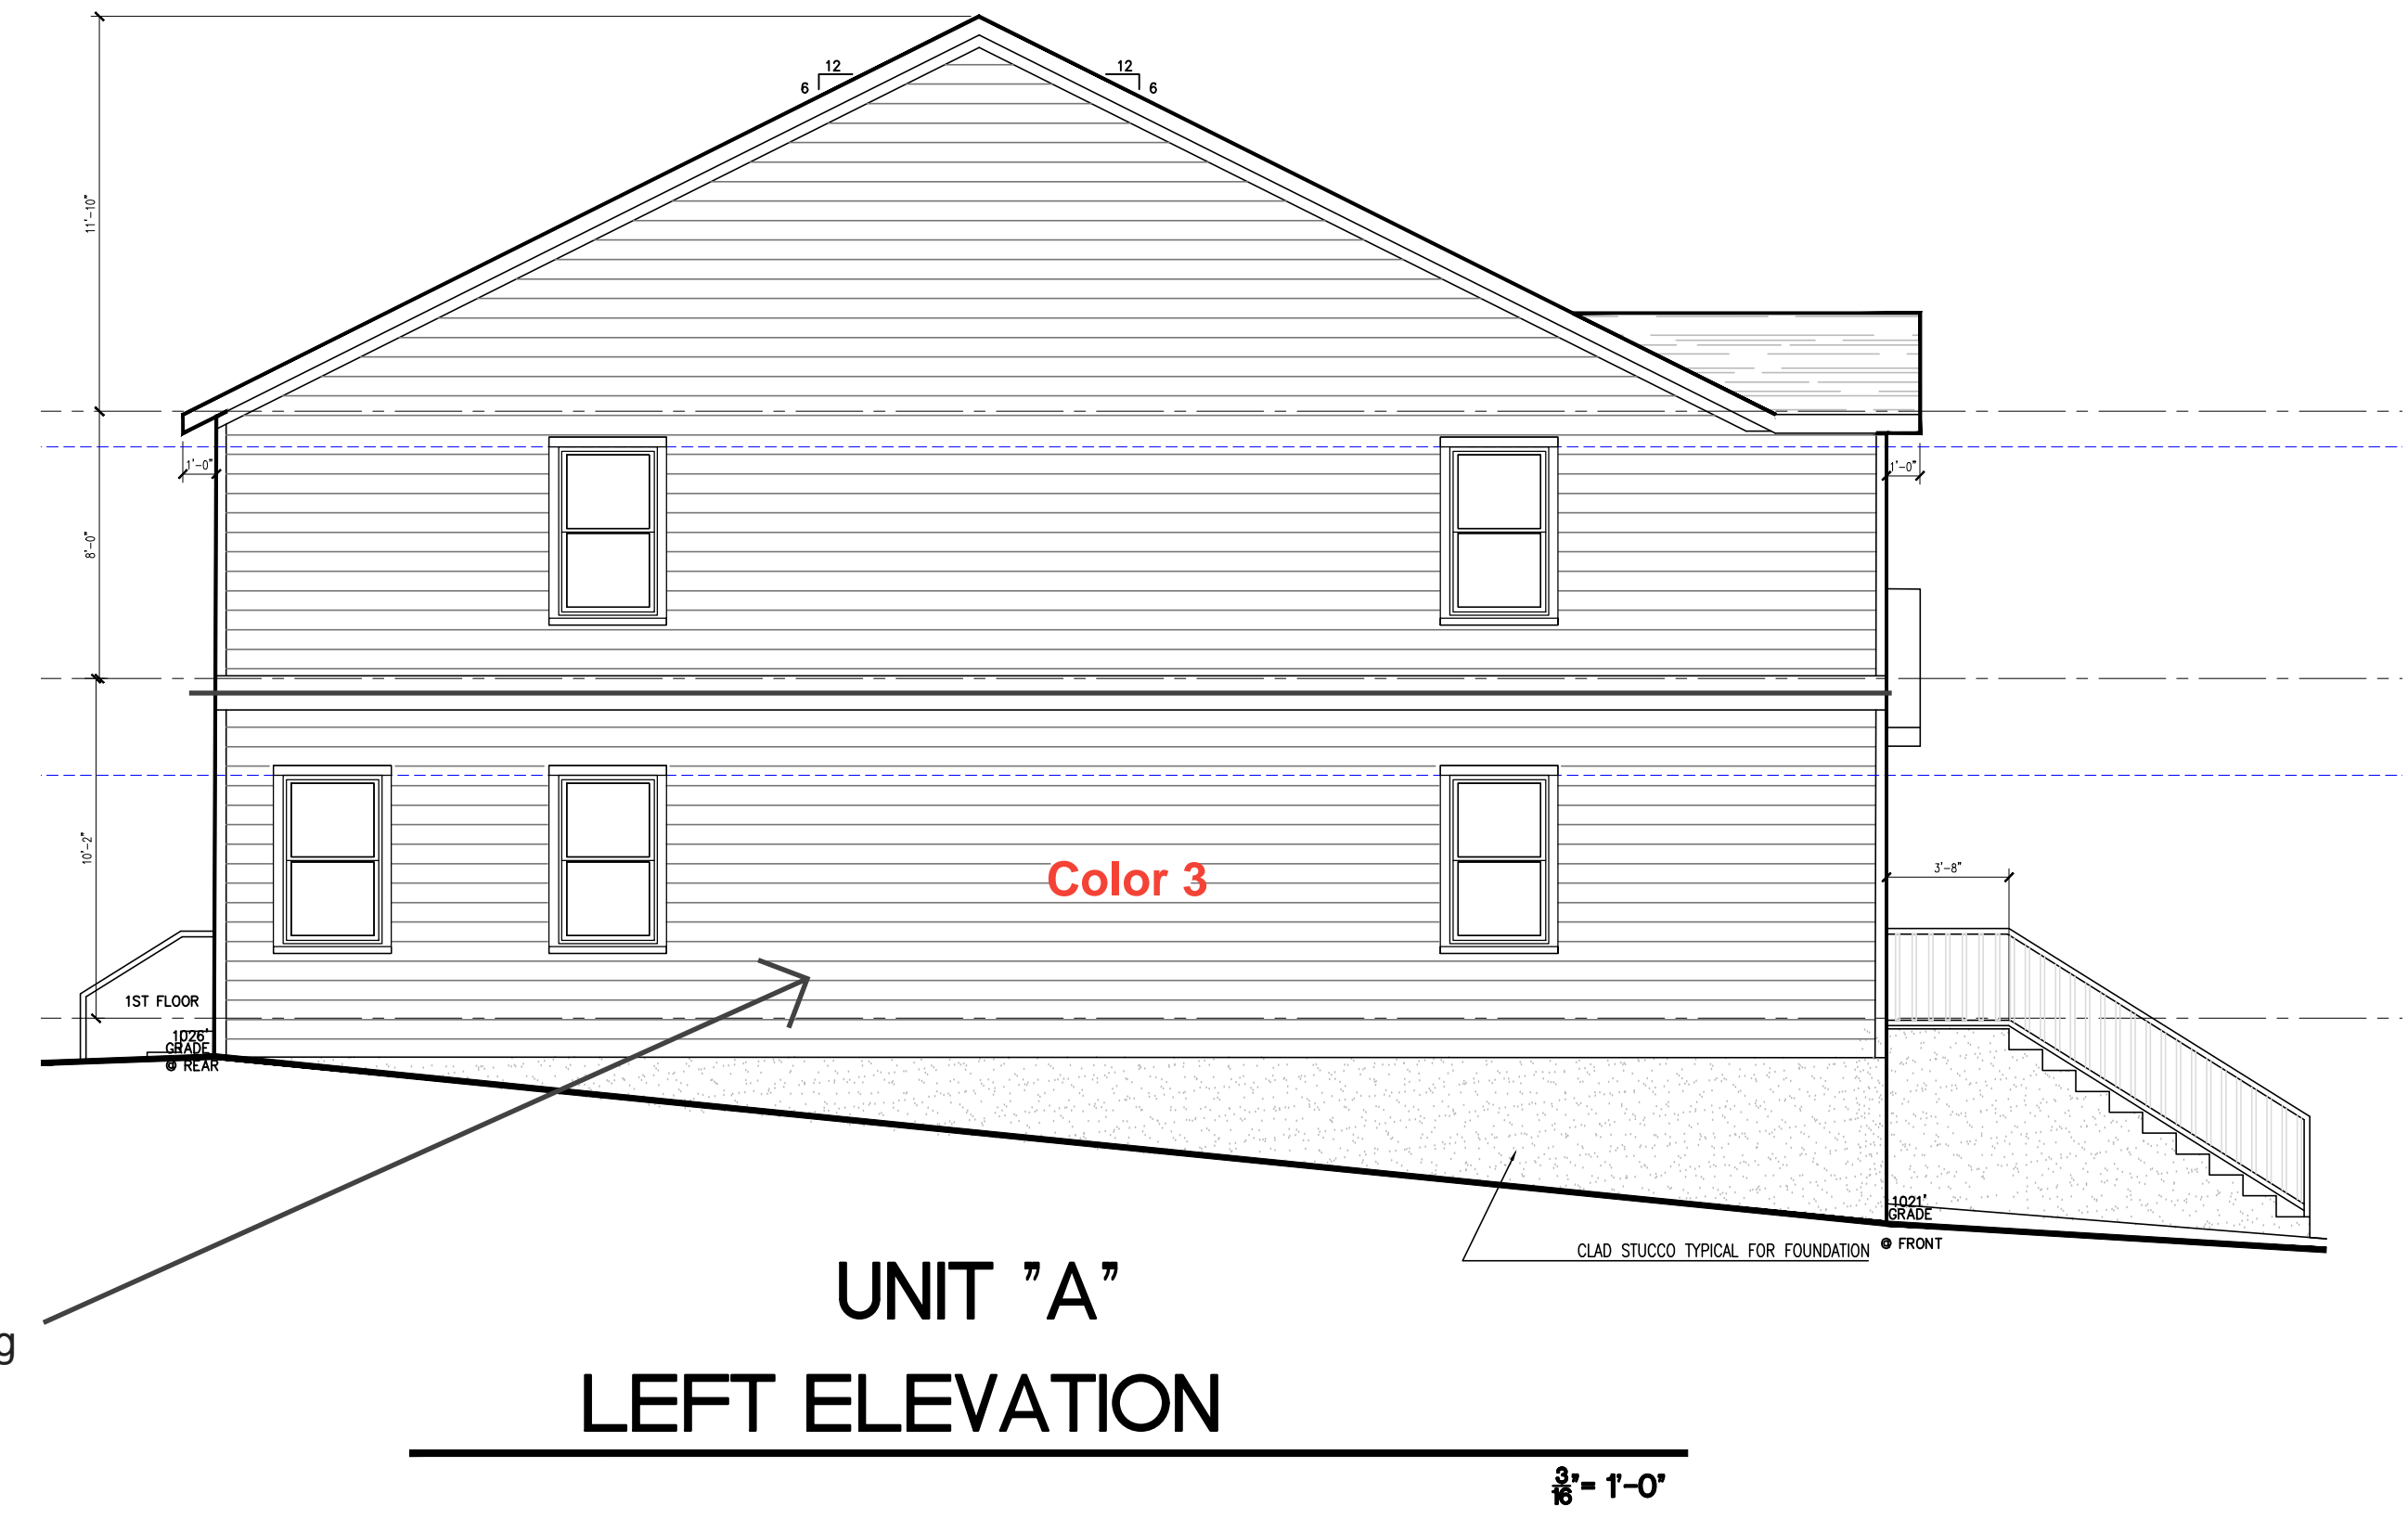 12
12
6
6
11'-10"
1'-0"
1'-0"
8'-0"
10'-2"
Color 3
3'-8"
1ST FLOOR
1026'
GRADE
@ REAR
1021'
GRADE
@ FRONT
CLAD STUCCO TYPICAL FOR FOUNDATION
UNIT "A"
g
LEFT ELEVATION
3/16"= 1'-0"